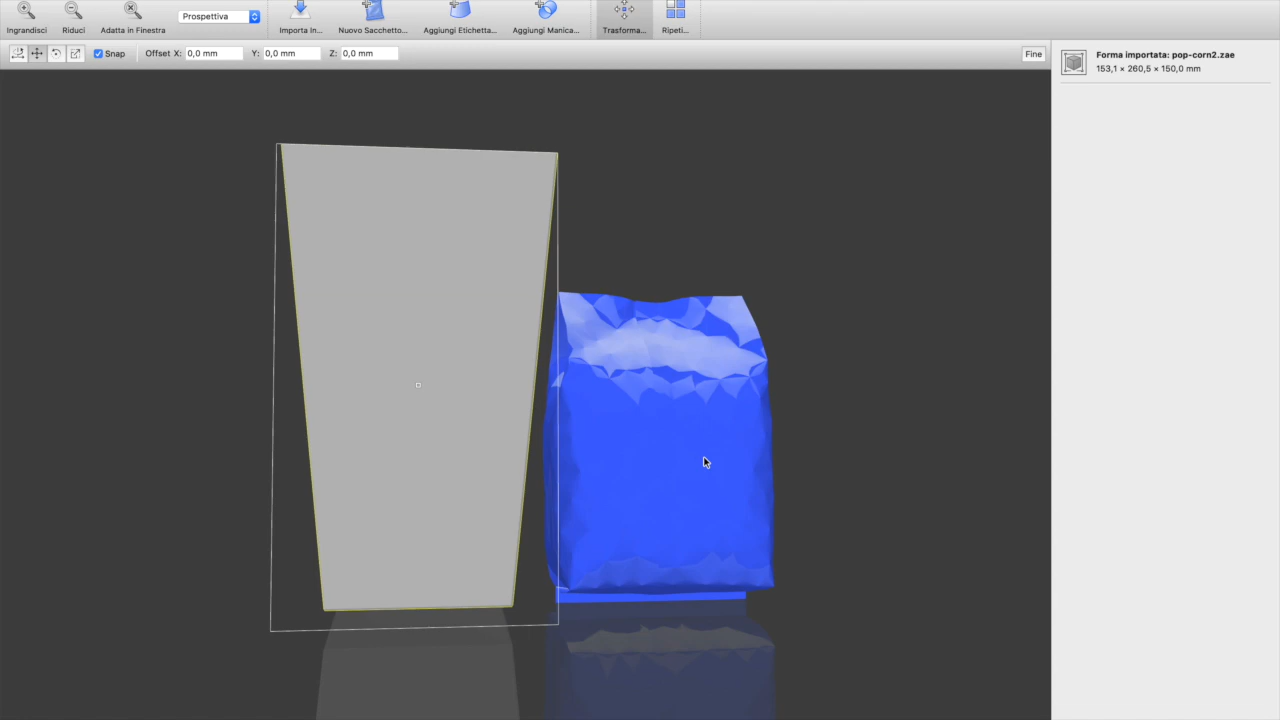 Prospettiva
Ingrandisci Riduci Adatta in Finestra Importa In... Nuovo Sacchetto... Aggiungi Etichetta... Aggiungi Manica... Trasforma... Ripeti...
Snap Offset X: 0,0 mm Y: 0,0 mm Z: 0,0 mm Fine
Forma importata: pop-corn2.zae
153,1 × 260,5 × 150,0 mm